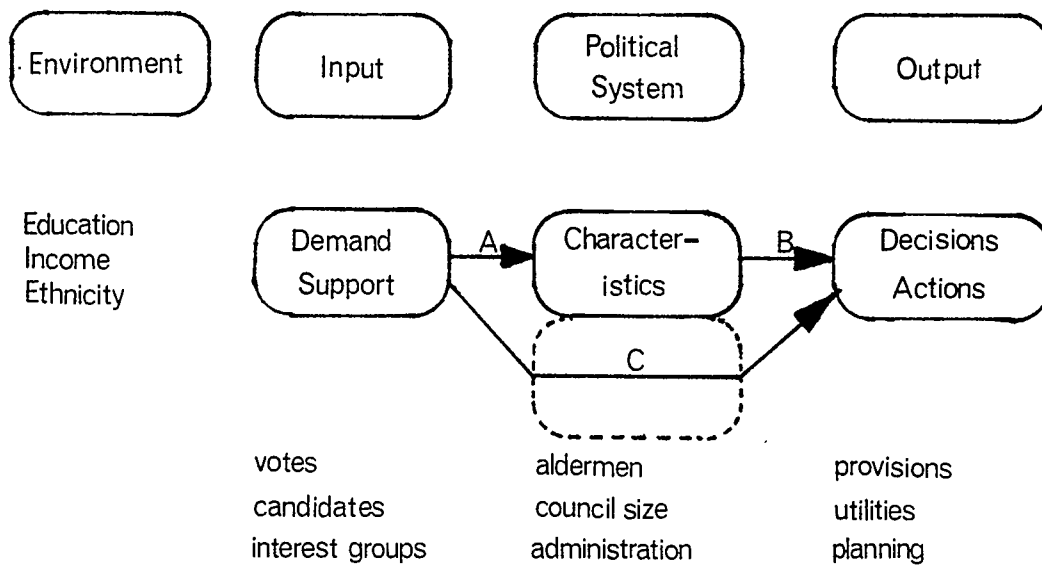 Environment
Input
Political
System
Output
Education
Income
Ethnicity
Demand
Support
A
Character-
istics
B
Decisions
Actions
C
votes
candidates
interest groups
aldermen
council size
administration
provisions
utilities
planning